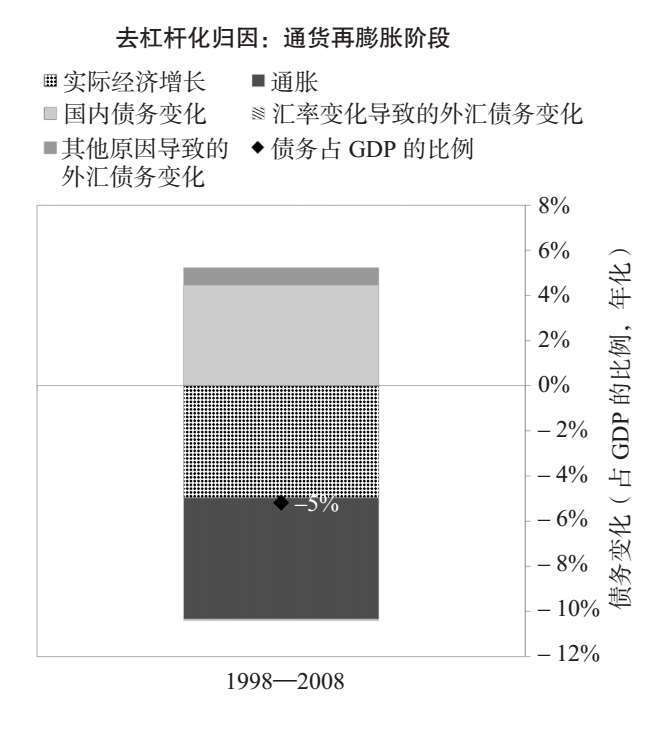 去杠杆化归因：通货再膨胀阶段
实际经济增长 通胀
国内债务变化 汇率变化导致的外汇债务变化
其他原因导致的 债务占 GDP 的比例
外汇债务变化
8%
6%
4%
2%
0%
–2%
–4%
–5%
–6%
–8%
–10%
–12%
债务变化（占 GDP 的比例，年化）
1998—2008